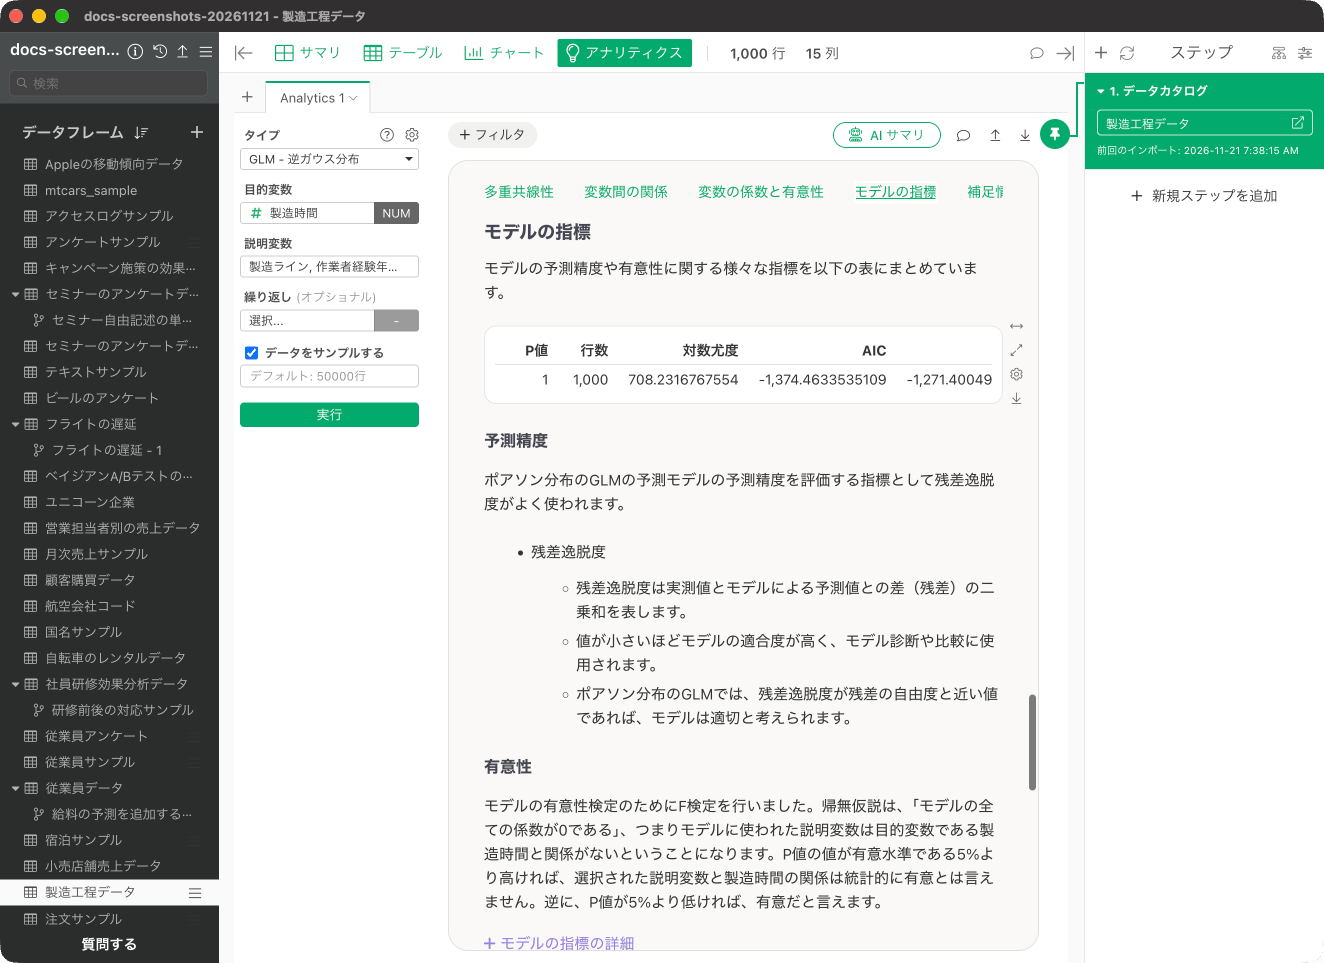 docs-screenshots-20261121 - 製造工程データ
docs-screen...
検索
データフレーム
Appleの移動傾向データ
mtcars_sample
アクセスログサンプル
アンケートサンプル
キャンペーン施策の効果…
セミナーのアンケートデ…
セミナー自由記述の単…
セミナーのアンケートデ…
テキストサンプル
ビールのアンケート
フライトの遅延
フライトの遅延 - 1
ベイジアンA/Bテストの…
ユニコーン企業
営業担当者別の売上データ
月次売上サンプル
顧客購買データ
航空会社コード
国名サンプル
自転車のレンタルデータ
社員研修効果分析データ
研修前後の対応サンプル
従業員アンケート
従業員サンプル
従業員データ
給料の予測を追加する…
宿泊サンプル
小売店舗売上データ
製造工程データ
注文サンプル
質問する
サマリ
テーブル
チャート
アナリティクス
1,000 行
15 列
Analytics 1
タイプ
GLM - 逆ガウス分布
目的変数
# 製造時間
NUM
説明変数
製造ライン, 作業者経験年...
繰り返し (オプショナル)
選択...
-
データをサンプルする
デフォルト: 50000行
実行
+ フィルタ
AI サマリ
多重共線性
変数間の関係
変数の係数と有意性
モデルの指標
補足情
モデルの指標
モデルの予測精度や有意性に関する様々な指標を以下の表にまとめていま
す。
P値 行数 対数尤度 AIC
1 1,000 708.2316767554 -1,374.4633535109 -1,271.40049
予測精度
ポアソン分布のGLMの予測モデルの予測精度を評価する指標として残差逸脱
度がよく使われます。
• 残差逸脱度
○ 残差逸脱度は実測値とモデルによる予測値との差（残差）の二
乗和を表します。
○ 値が小さいほどモデルの適合度が高く、モデル診断や比較に使
用されます。
○ ポアソン分布のGLMでは、残差逸脱度が残差の自由度と近い値
であれば、モデルは適切と考えられます。
有意性
モデルの有意性検定のためにF検定を行いました。帰無仮説は、「モデルの全
ての係数が0である」、つまりモデルに使われた説明変数は目的変数である製
造時間と関係がないということになります。P値の値が有意水準である5%よ
り高ければ、選択された説明変数と製造時間の関係は統計的に有意とは言え
ません。逆に、P値が5%より低ければ、有意だと言えます。
+ モデルの指標の詳細
ステップ
1. データカタログ
製造工程データ
前回のインポート: 2026-11-21 7:38:15 AM
+ 新規ステップを追加